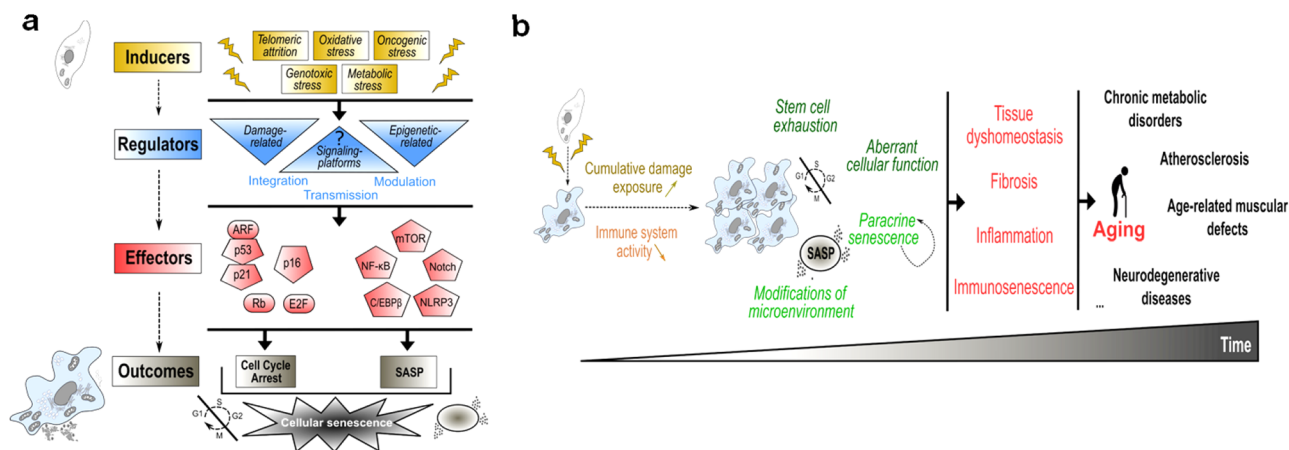 a
Inducers
Telomeric
attrition
Oxidative
stress
Oncogenic
stress
Genotoxic
stress
Metabolic
stress
Regulators
Damage-
related
?
Signaling-
platforms
Epigenetic-
related
Integration
Transmission
Modulation
Effectors
ARF
p53
p21
p16
Rb
E2F
mTOR
NF-κB
Notch
C/EBPβ
NLRP3
Outcomes
Cell Cycle
Arrest
SASP
S
G1
G2
M
Cellular senescence
b
Cumulative damage
exposure
Immune system
activity
Stem cell
exhaustion
S
G1
G2
M
Aberrant
cellular function
Paracrine
senescence
SASP
Modifications of
microenvironment
Tissue
dyshomeostasis
Fibrosis
Inflammation
Immunosenescence
Aging
Chronic metabolic
disorders
Atherosclerosis
Age-related muscular
defects
Neurodegenerative
diseases
...
Time